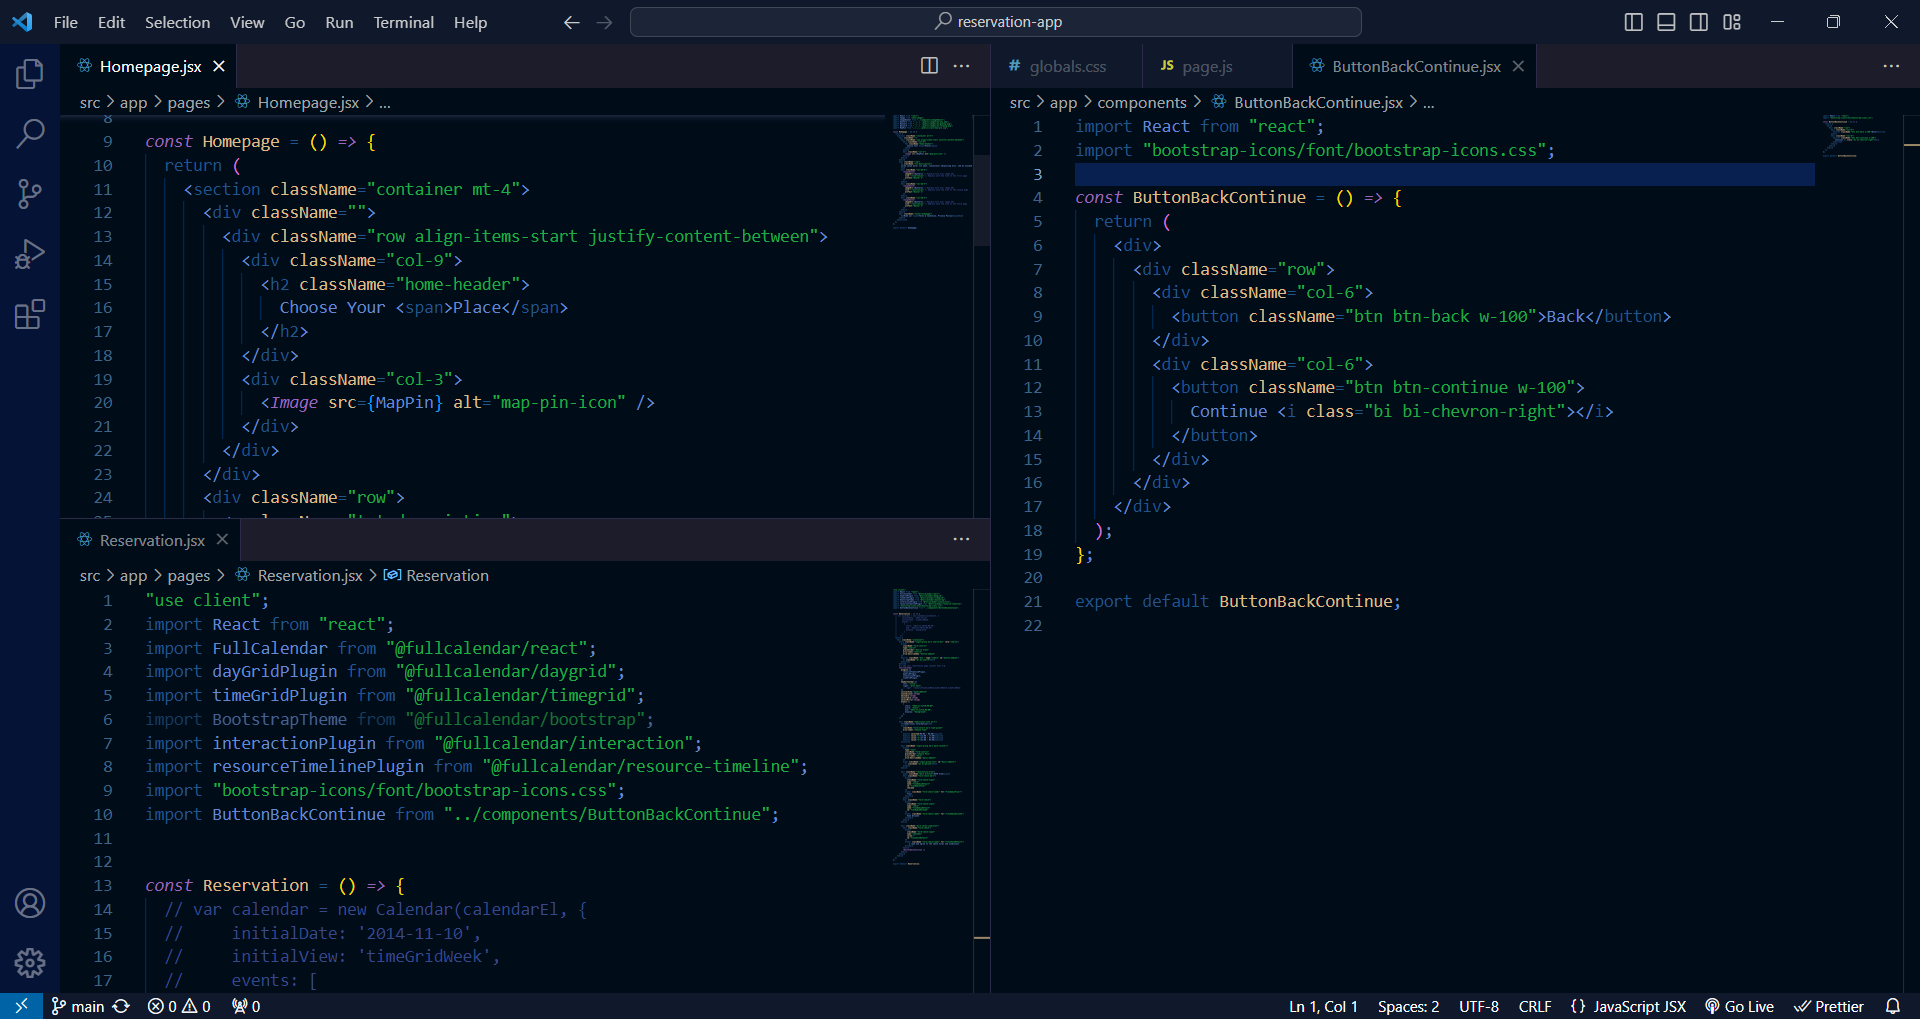 File Edit Selection View Go Run Terminal Help
reservation-app
Homepage.jsx
src > app > pages > Homepage.jsx > ...
8
9 const Homepage = () => {
10 return (
11 <section className="container mt-4">
12 <div className="">
13 <div className="row align-items-start justify-content-between">
14 <div className="col-9">
15 <h2 className="home-header">
16 Choose Your <span>Place</span>
17 </h2>
18 </div>
19 <div className="col-3">
20 <Image src={MapPin} alt="map-pin-icon" />
21 </div>
22 </div>
23 </div>
24 <div className="row">
Reservation.jsx
src > app > pages > Reservation.jsx > Reservation
1 "use client";
2 import React from "react";
3 import FullCalendar from "@fullcalendar/react";
4 import dayGridPlugin from "@fullcalendar/daygrid";
5 import timeGridPlugin from "@fullcalendar/timegrid";
6 import BootstrapTheme from "@fullcalendar/bootstrap";
7 import interactionPlugin from "@fullcalendar/interaction";
8 import resourceTimelinePlugin from "@fullcalendar/resource-timeline";
9 import "bootstrap-icons/font/bootstrap-icons.css";
10 import ButtonBackContinue from "../components/ButtonBackContinue";
11
12
13 const Reservation = () => {
14 // var calendar = new Calendar(calendarEl, {
15 // initialDate: '2014-11-10',
16 // initialView: 'timeGridWeek',
17 // events: [
# globals.css JS page.js ButtonBackContinue.jsx
src > app > components > ButtonBackContinue.jsx > ...
1 import React from "react";
2 import "bootstrap-icons/font/bootstrap-icons.css";
3
4 const ButtonBackContinue = () => {
5 return (
6 <div>
7 <div className="row">
8 <div className="col-6">
9 <button className="btn btn-back w-100">Back</button>
10 </div>
11 <div className="col-6">
12 <button className="btn btn-continue w-100">
13 Continue <i class="bi bi-chevron-right"></i>
14 </button>
15 </div>
16 </div>
17 </div>
18 );
19 };
20
21 export default ButtonBackContinue;
22
main 0 0 0
Ln 1, Col 1 Spaces: 2 UTF-8 CRLF {} JavaScript JSX Go Live Prettier